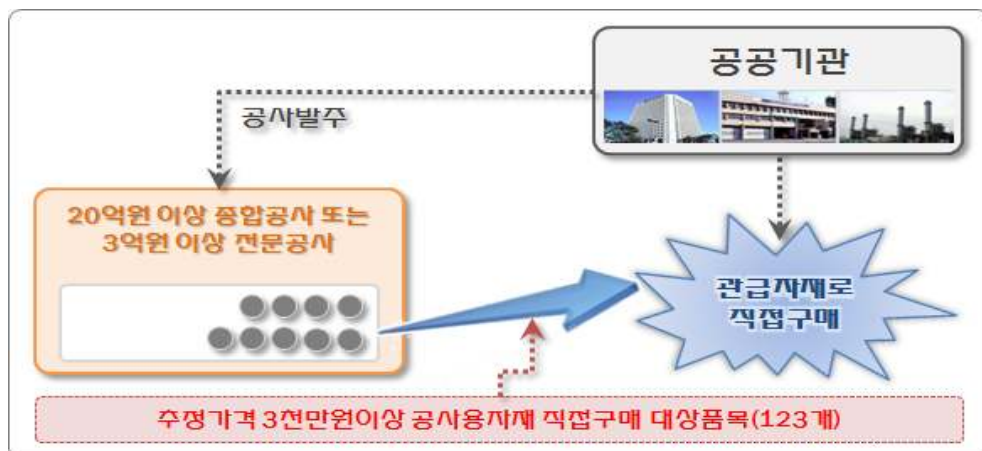 공공기관
공사발주
20억원 이상 종합공사 또는
3억원 이상 전문공사
관급자재로
직접구매
추정가격 3천만원이상 공사용자재 직접구매 대상품목(123개)